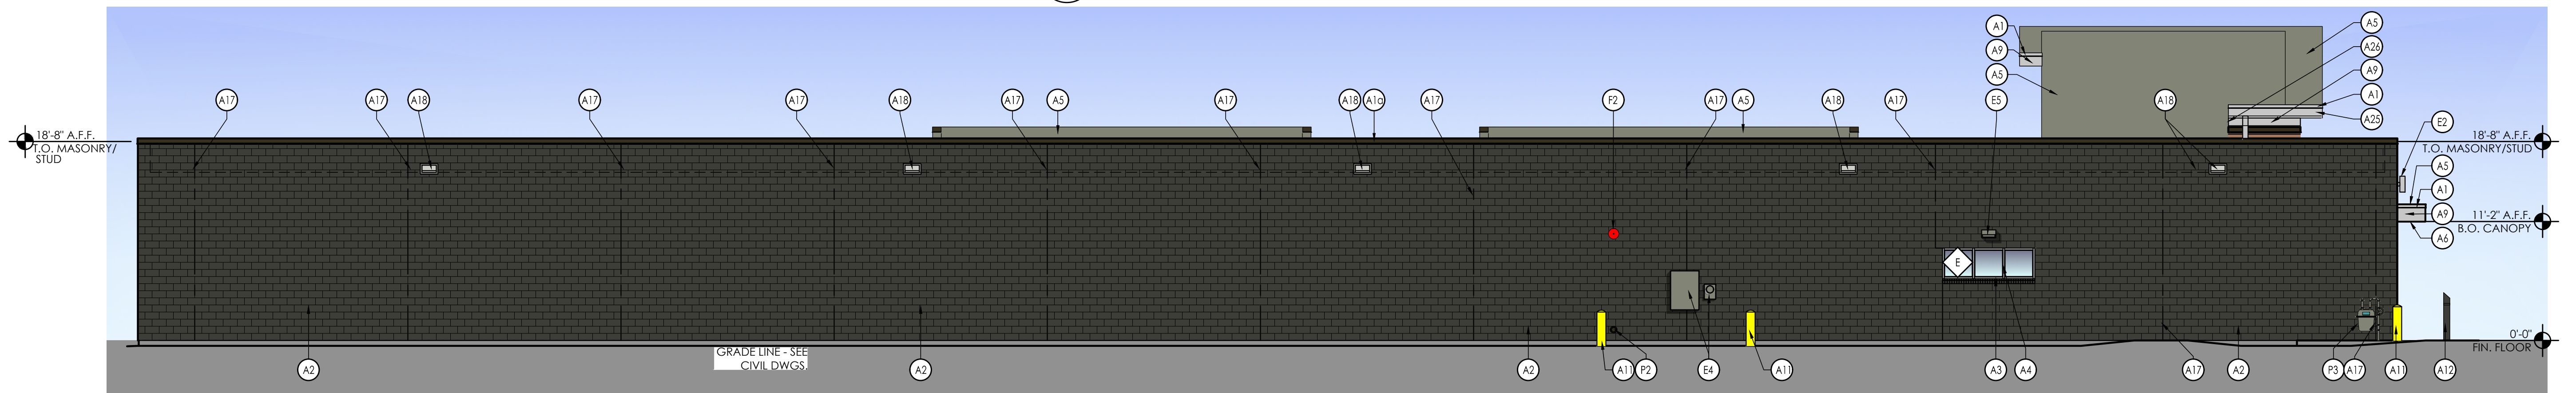 A1
A5
A9
A26
A5
A9
A17
A17
A18
A17
A17
A18
A17
A5
A17
A18
A1a
A17
F2
A17
A5
A18
A17
E5
A18
A1
A25
E2
18'-8" A.F.F.
T.O. MASONRY/
STUD
18'-8" A.F.F.
T.O. MASONRY/STUD
A5
A1
A9
11'-2" A.F.F.
B.O. CANOPY
A6
E
0'-0"
FIN. FLOOR
GRADE LINE - SEE
CIVIL DWGS.
A2
A2
A2
A11
P2
E4
A11
A3
A4
A17
A2
P3
A17
A11
A12